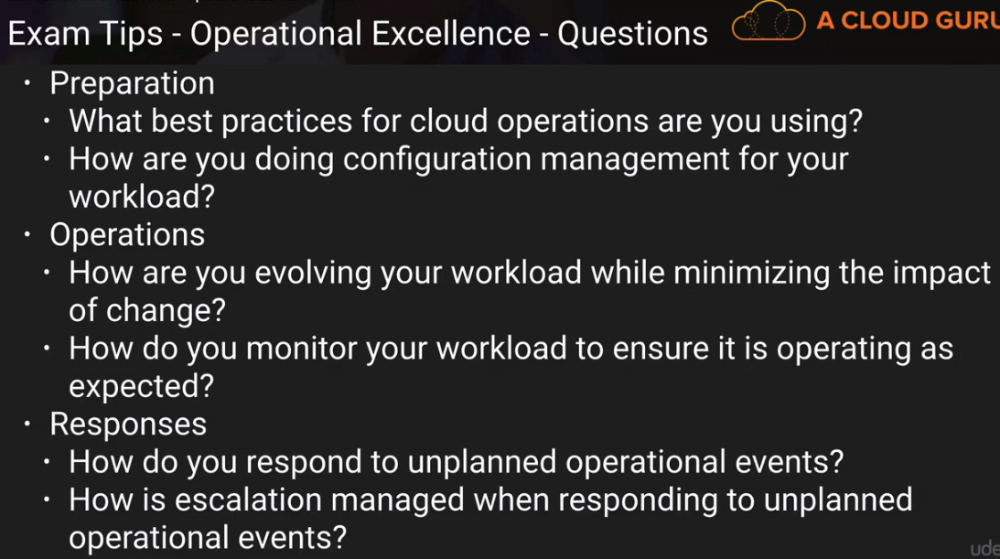 Exam Tips - Operational Excellence - Questions
A CLOUD GURU
• Preparation
• What best practices for cloud operations are you using?
• How are you doing configuration management for your
workload?
• Operations
• How are you evolving your workload while minimizing the impact
of change?
• How do you monitor your workload to ensure it is operating as
expected?
• Responses
• How do you respond to unplanned operational events?
• How is escalation managed when responding to unplanned
operational events?
ude